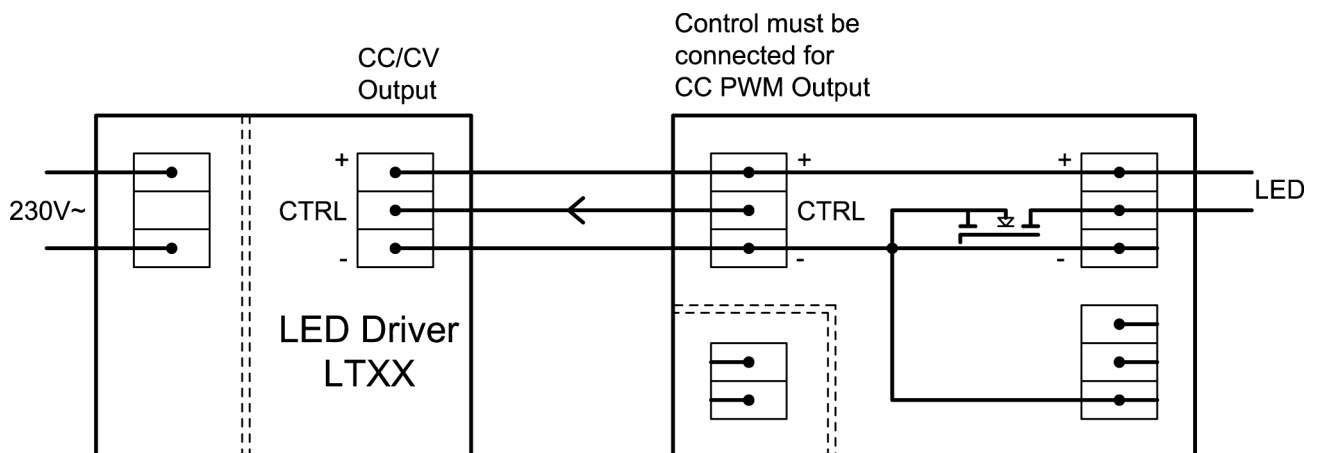 Control must be
connected for
CC PWM Output
CC/CV
Output
+
+
+
230V~
CTRL
CTRL
LED
-
-
-
LED Driver
LTXX